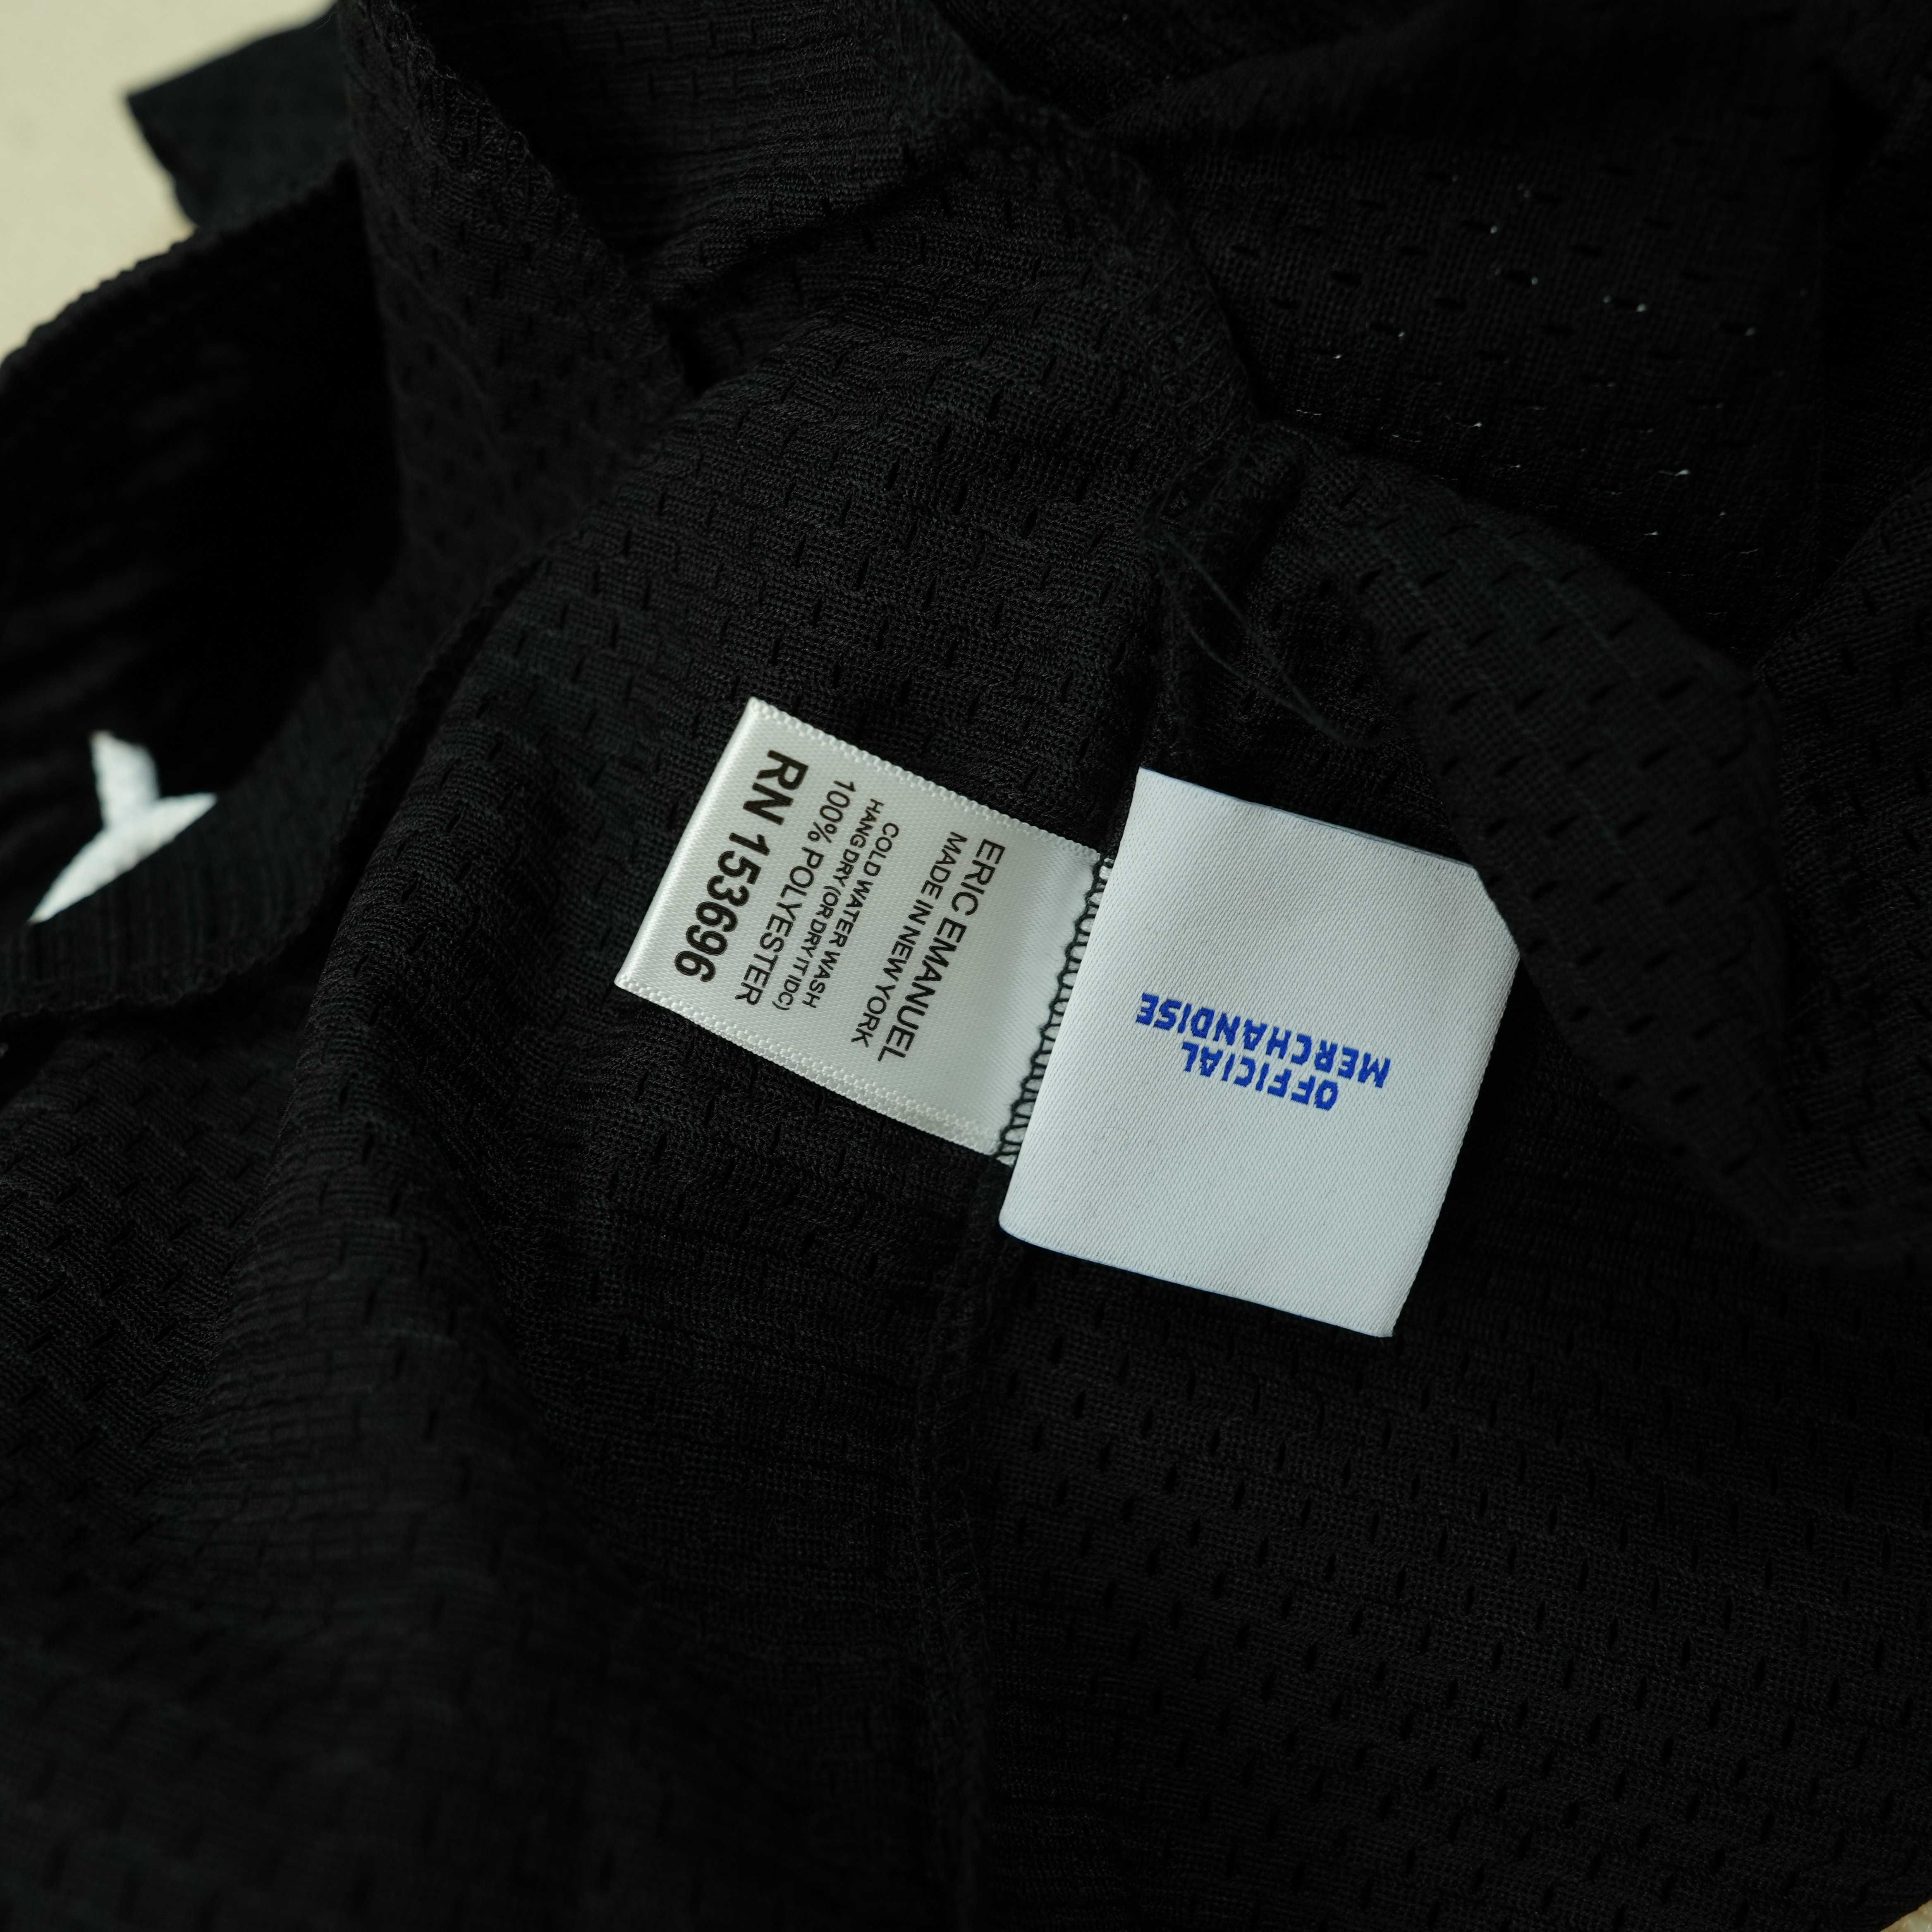 ERIC EMANUEL
MADE IN NEW YORK
COLD WATER WASH
HANG DRY (OR DRY IT IDC)
100% POLYESTER
RN 153696
OFFICIAL
MERCHANDISE